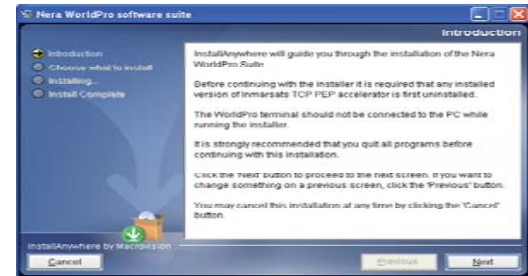 Nera WorldPro software suite
Introduction
Introduction
Choose what to install
Installing...
Install Complete
InstallAnywhere will guide you through the installation of the Nera
WorldPro Suite.
Before continuing with the installer it is required that any installed
version of Inmarsats TCP PEP accelerator is first uninstalled.
The WorldPro terminal should not be connected to the PC while
running the installer.
It is strongly recommended that you quit all programs before
continuing with this installation.
Click the 'Next' button to proceed to the next screen. If you want to
change something on a previous screen, click the 'Previous' button.
You may cancel this installation at any time by clicking the 'Cancel'
button.
InstallAnywhere by Macrovision
Cancel
Previous
Next